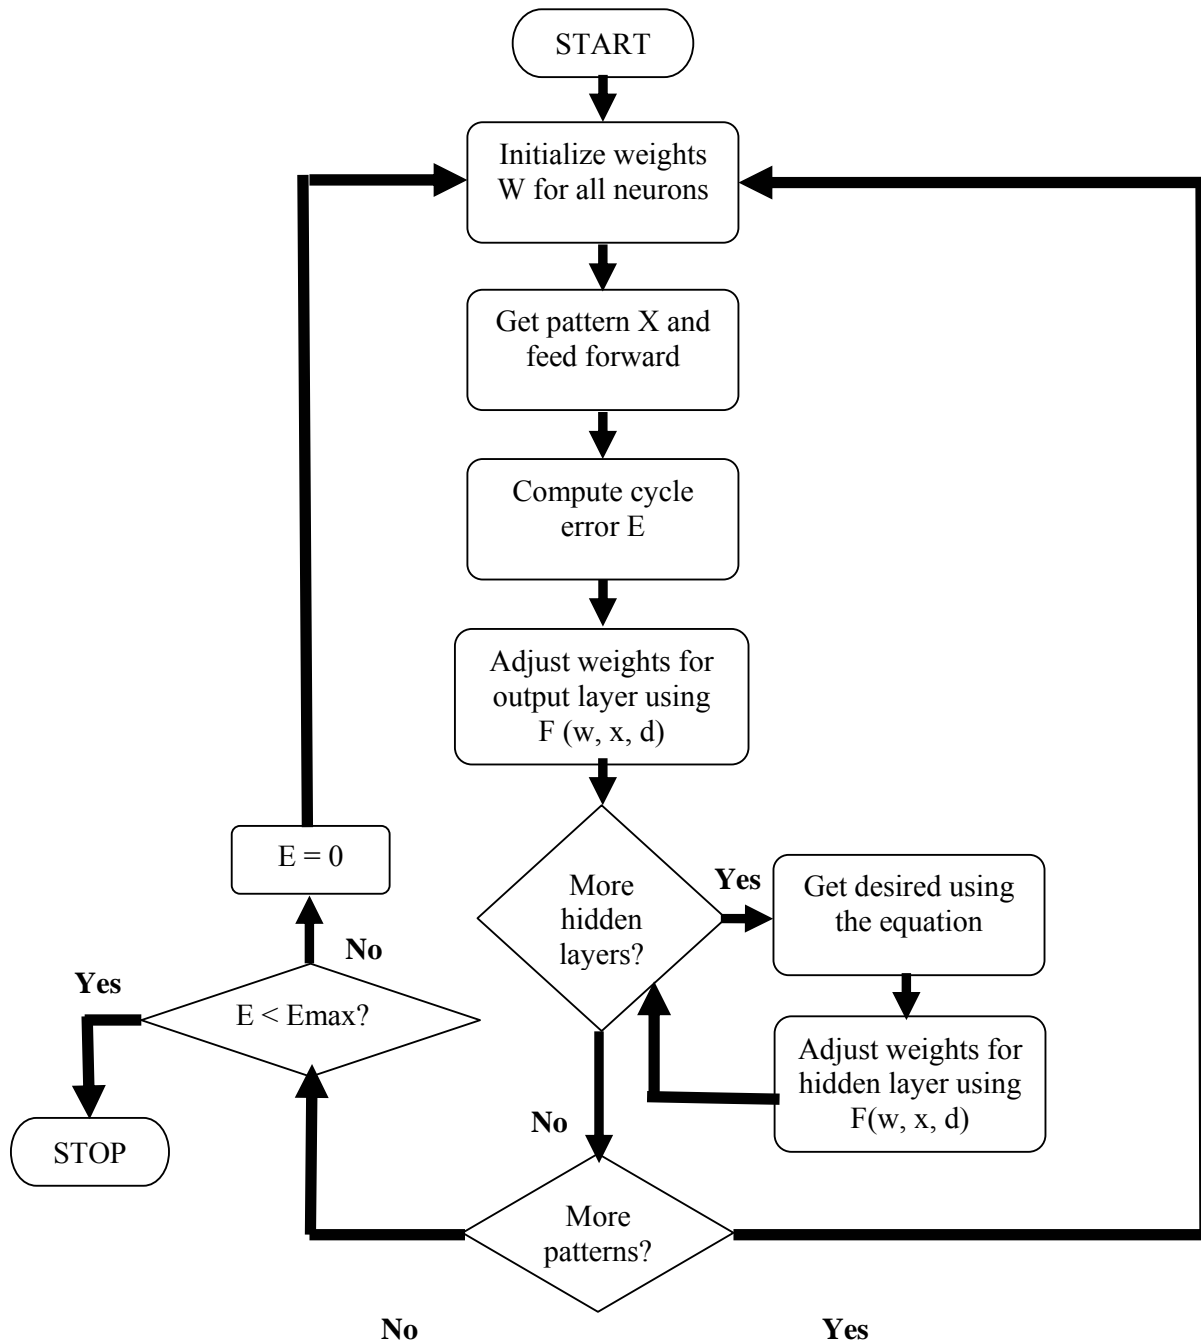 START
Initialize weights
W for all neurons
Get pattern X and
feed forward
Compute cycle
error E
Adjust weights for
output layer using
F (w, x, d)
E = 0
More
hidden
layers?
Yes
Get desired using
the equation
No
Yes
E < Emax?
Adjust weights for
hidden layer using
F(w, x, d)
No
STOP
More
patterns?
No
Yes